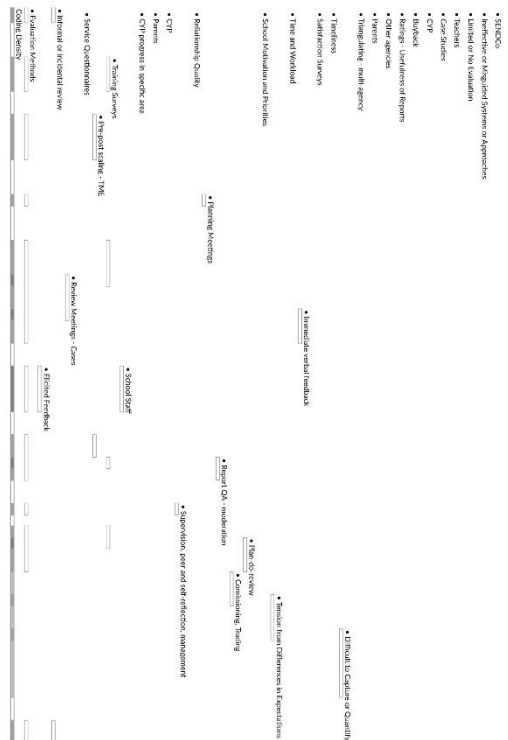 • SENDCo
• Ineffective or Misguided Systems or Approaches
• Limited or No Evaluation
• Teachers
• Case Studies
• CYP
• Buyback
• Ratings - Usefulness of Reports
• Other agencies
• Parents
• Triangulating - multi agency
• Difficult to Capture or Quantify
• Timeliness
• Satisfaction Surveys
• Immediate verbal feedback
• Time and Workload
• Tension from Differences in Expectations
• School Motivation and Priorities
• Plan-do-review
• Comissioning, Trading
• Report QA - moderation
• Planning Meetings
• Relationship Quality
• Supervision, peer and self-reflection, management
• CYP
• Parents
• CYP progress in specific area
• School Staff
• Training Surveys
• Pre-post scaling - TME
• Service Questionnaires
• Review Meetings - Cases
• Informal or incidental review
• Elicited Feedback
• Evaluation Methods
Coding Density